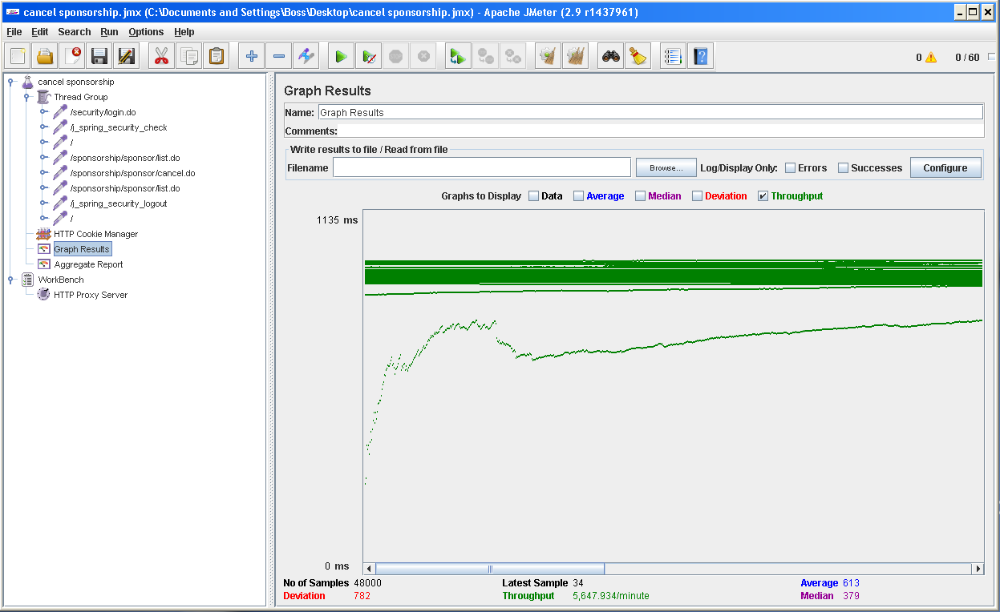 cancel sponsorship.jmx (C:\Documents and Settings\Boss\Desktop\cancel sponsorship.jmx) - Apache JMeter (2.9 r1437961)
File Edit Search Run Options Help
0 0 / 60
cancel sponsorship
Thread Group
/security/login.do
/j_spring_security_check
/
/sponsorship/sponsor/list.do
/sponsorship/sponsor/cancel.do
/sponsorship/sponsor/list.do
/j_spring_security_logout
/
HTTP Cookie Manager
Graph Results
Aggregate Report
WorkBench
HTTP Proxy Server
Graph Results
Name: Graph Results
Comments:
Write results to file / Read from file
Filename Browse... Log/Display Only: Errors Successes Configure
Graphs to Display Data Average Median Deviation Throughput
1135 ms
0 ms
No of Samples 48000 Latest Sample 34 Average 613
Deviation 782 Throughput 5,647.934/minute Median 379